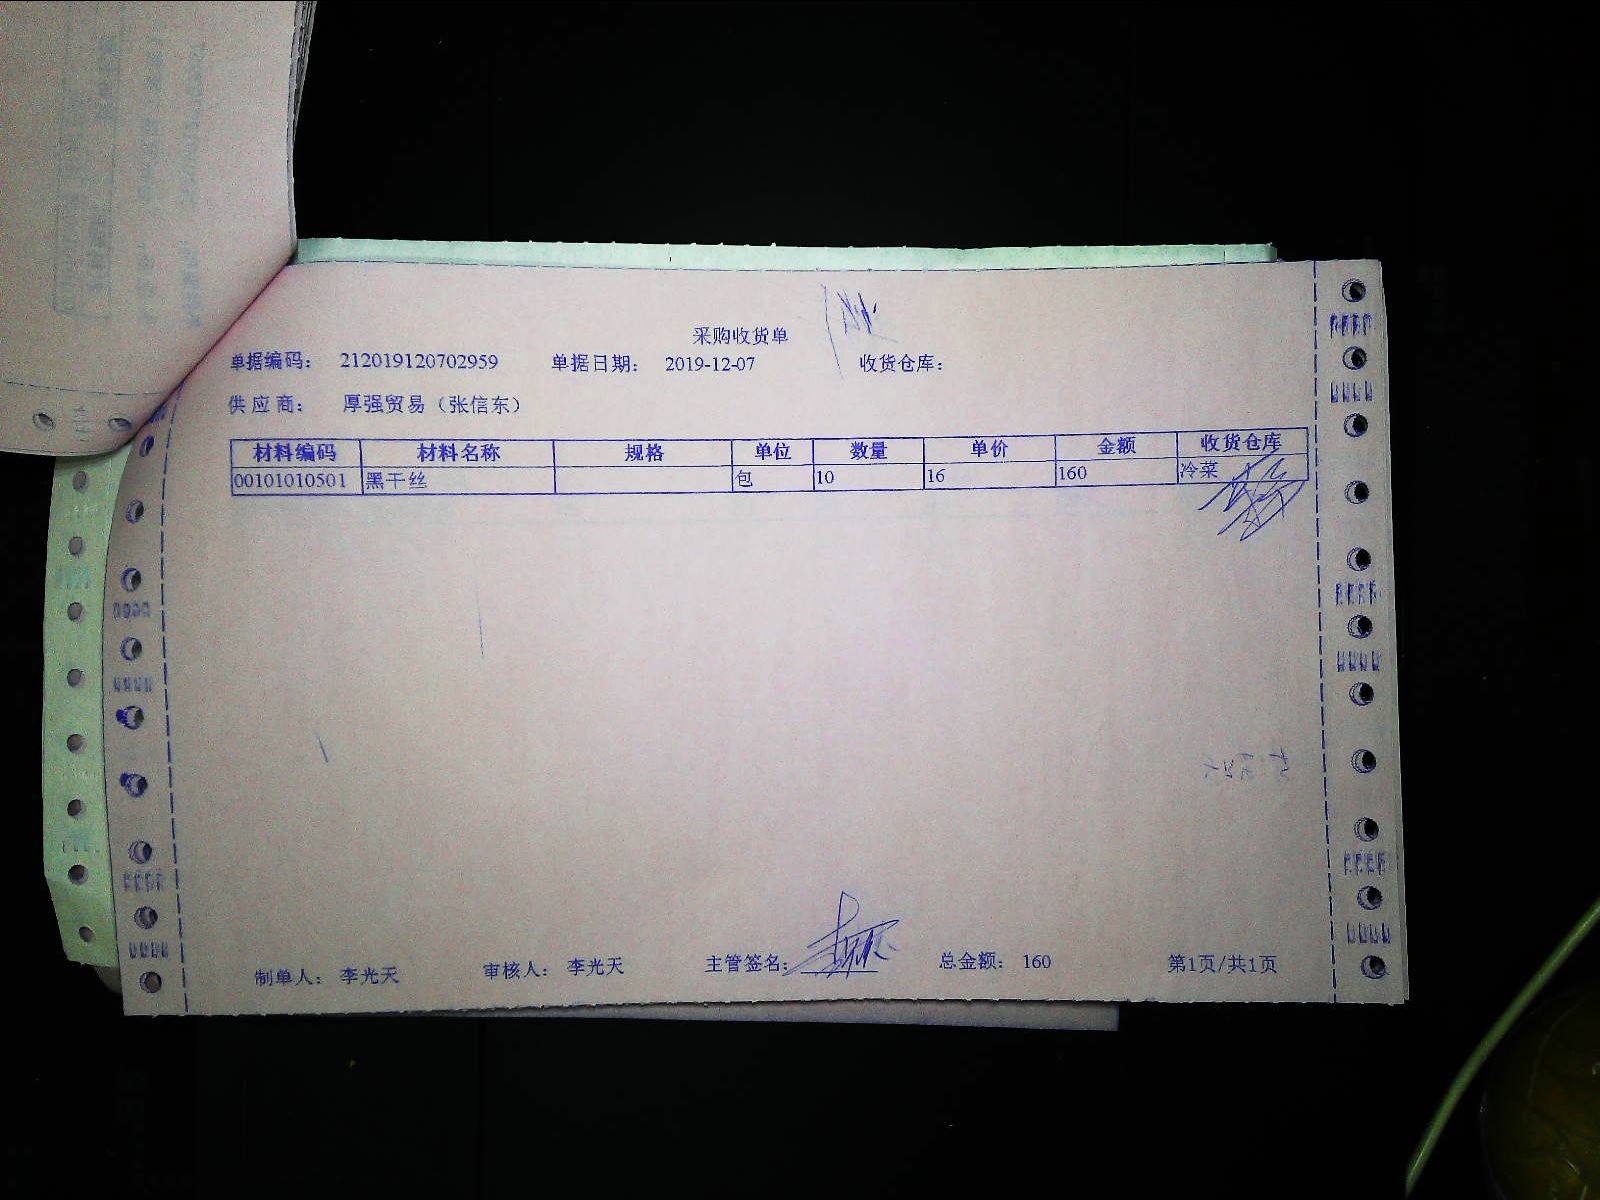 采购收货单
单据编码： 212019120702959 单据日期： 2019-12-07 收货仓库：
供应商： 厚强贸易（张信东）
材料编码 材料名称 规格 单位 数量 单价 金额 收货仓库
00101010501 黑干丝 包 10 16 160 冷菜
制单人： 李光天 审核人： 李光天 主管签名： 总金额： 160 第1页/共1页